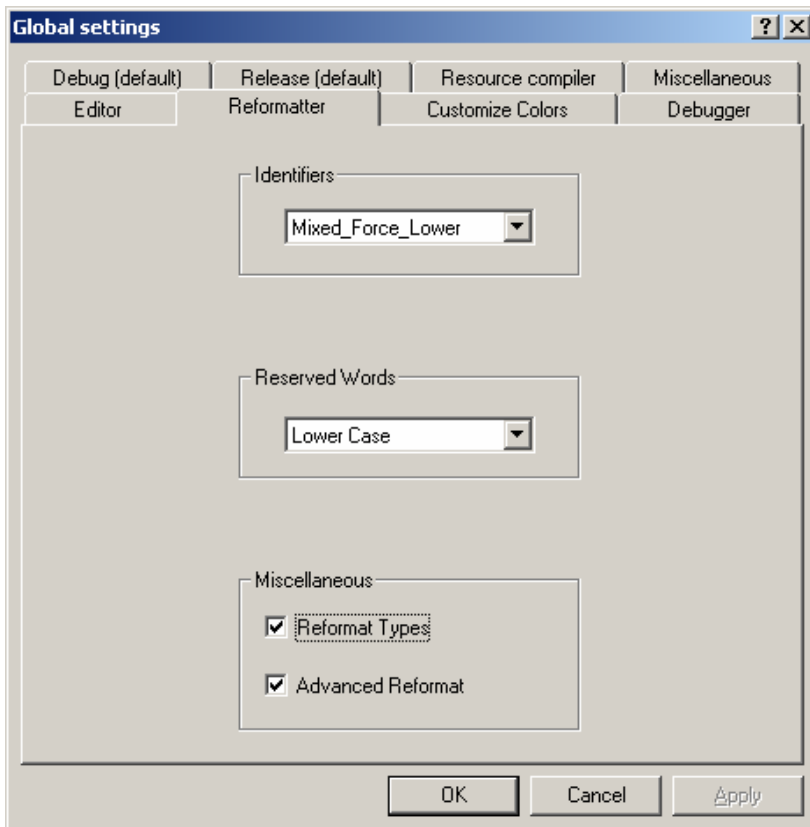 Global settings
Debug (default) Release (default) Resource compiler Miscellaneous
Editor Reformatter Customize Colors Debugger
Identifiers
Mixed_Force_Lower
Reserved Words
Lower Case
Miscellaneous
Reformat Types
Advanced Reformat
OK Cancel Apply